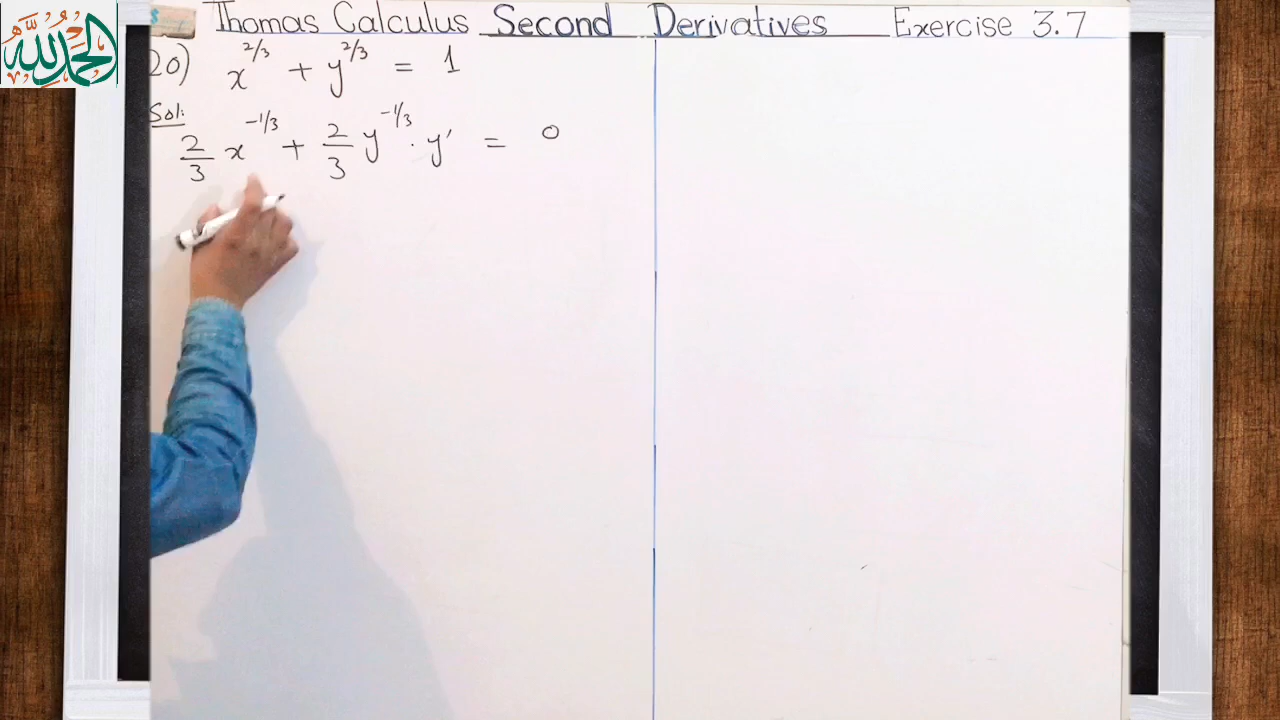 الحمد لله
Thomas Calculus Second Derivatives Exercise 3.7
20) x^{2/3} + y^{2/3} = 1
Sol:
2/3 x^{-1/3} + 2/3 y^{-1/3} · y' = 0